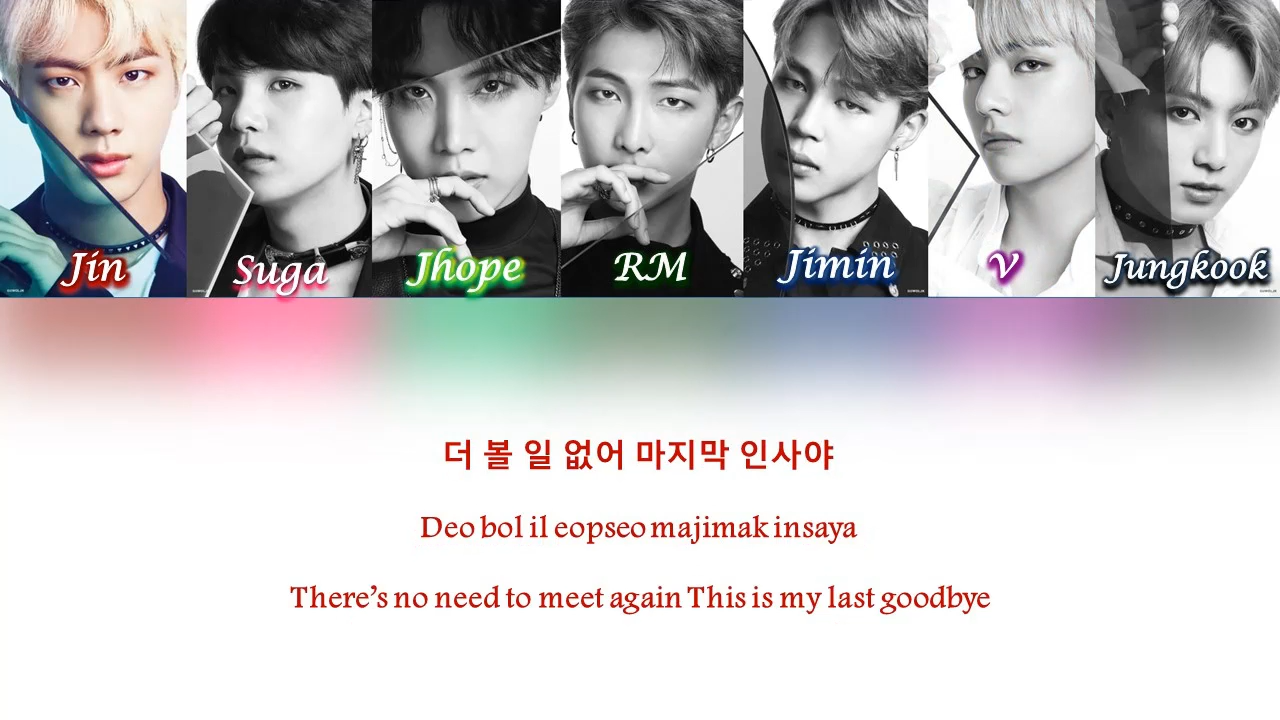 Jin Suga Jhope RM Jimin V Jungkook
더 볼 일 없어 마지막 인사야
Deo bol il eopseo majimak insaya
There's no need to meet again This is my last goodbye